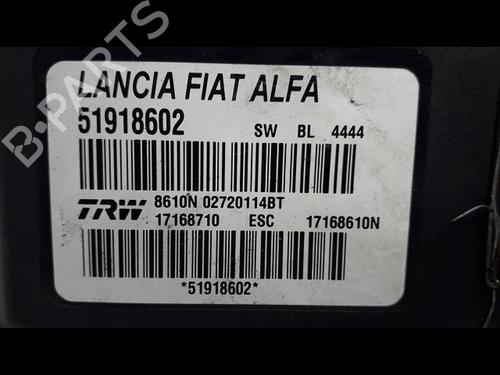 LANCIA FIAT ALFA
51918602 SW BL 4444
TRW 8610N 02720114BT
17168710 ESC 17168610N
*51918602*
B-PARTS